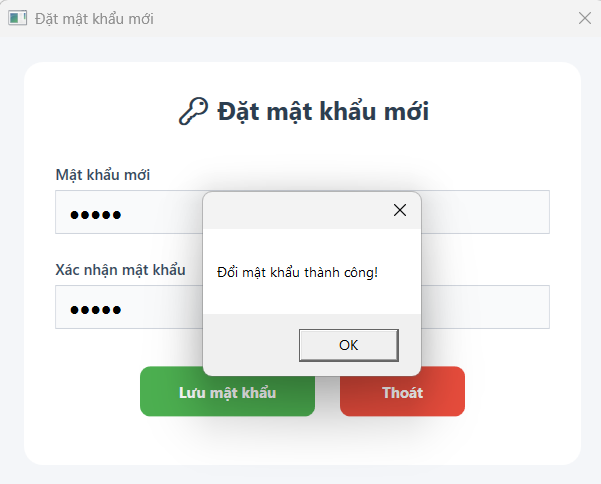 Đặt mật khẩu mới
Đặt mật khẩu mới
Mật khẩu mới
●●●●●
Đổi mật khẩu thành công!
Xác nhận mật khẩu
●●●●●
OK
Lưu mật khẩu
Thoát